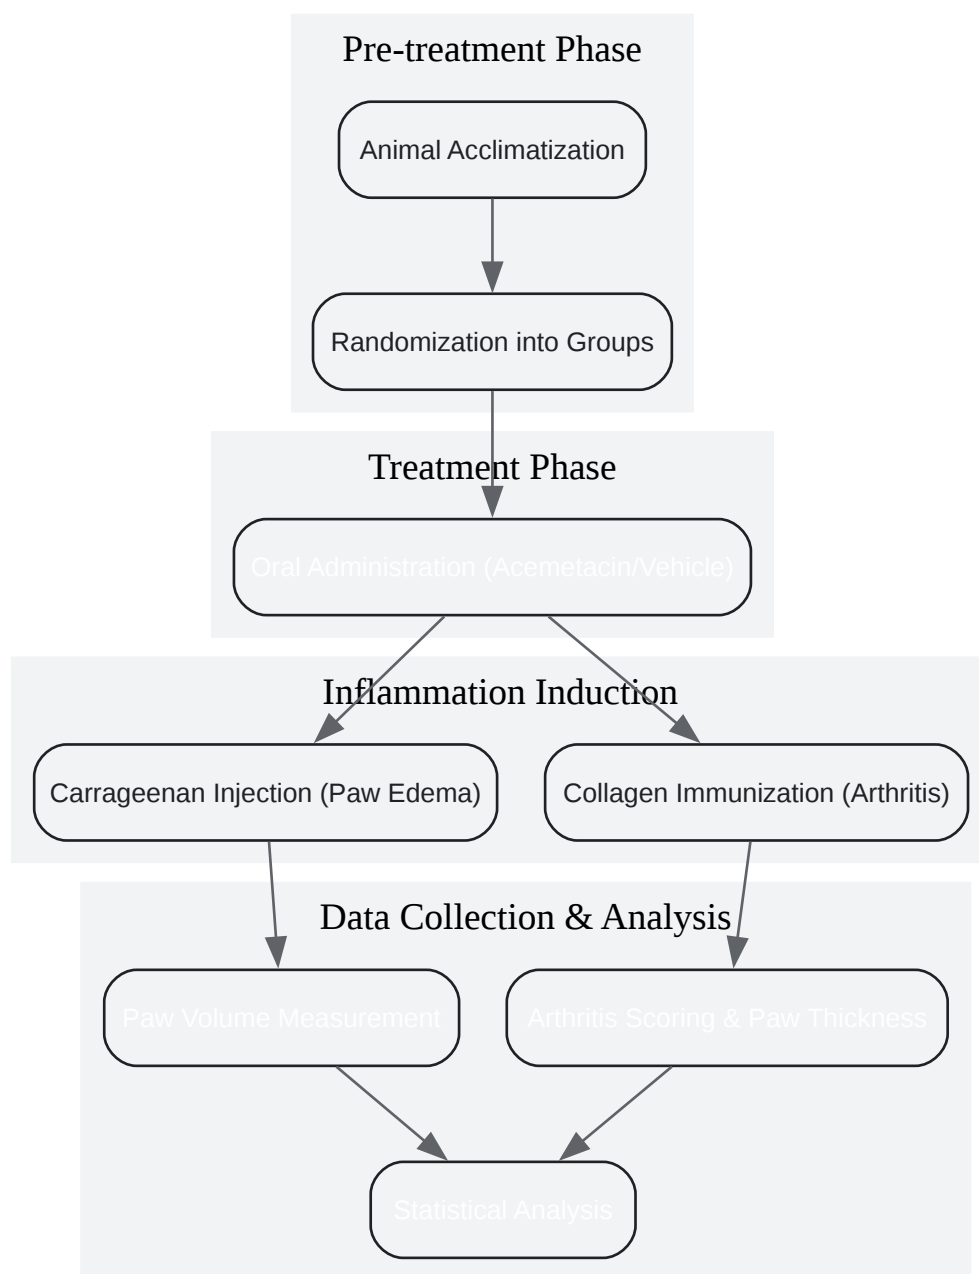 Pre-treatment Phase
Animal Acclimatization
Randomization into Groups
Treatment Phase
Oral Administration (Acemetacin/Vehicle)
Inflammation Induction
Carrageenan Injection (Paw Edema)
Collagen Immunization (Arthritis)
Data Collection & Analysis
Paw Volume Measurement
Arthritis Scoring & Paw Thickness
Statistical Analysis